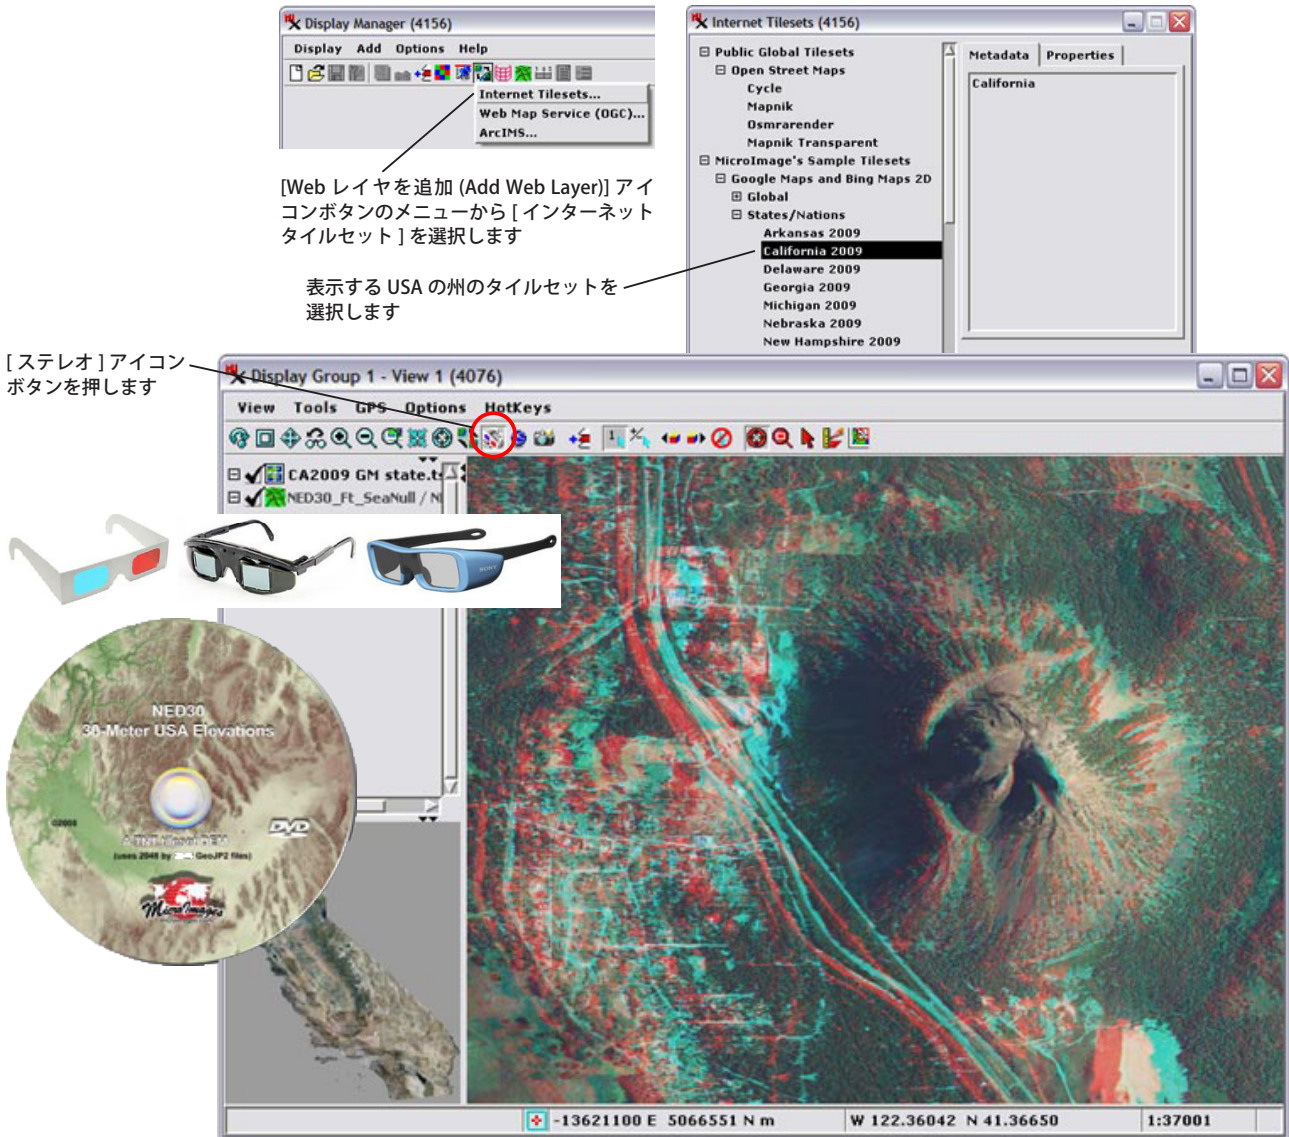 Display Manager (4156)
Display Add Options Help
Internet Tilesets...
Web Map Service (OGC)...
ArcIMS...
[Web レイヤを追加 (Add Web Layer)] アイ
コンボタンのメニューから [ インターネット
タイルセット ] を選択します
表示する USA の州のタイルセットを
選択します
Internet Tilesets (4156)
Public Global Tilesets
Open Street Maps
Cycle
Mapnik
Osmrarender
Mapnik Transparent
MicroImage's Sample Tilesets
Google Maps and Bing Maps 2D
Global
States/Nations
Arkansas 2009
California 2009
Delaware 2009
Georgia 2009
Michigan 2009
Nebraska 2009
New Hampshire 2009
Metadata Properties
California
[ ステレオ ] アイコン
ボタンを押します
Display Group 1 - View 1 (4076)
View Tools GPS Options HotKeys
CA2009 GM state.t
NED30_Ft_SeaNull / N
SONY
NED30
30-Meter USA Elevations
©2008
DVD
(uses 2048 by GeoJP2 files)
MicroImages
-13621100 E 5066551 N m
W 122.36042 N 41.36650
1:37001